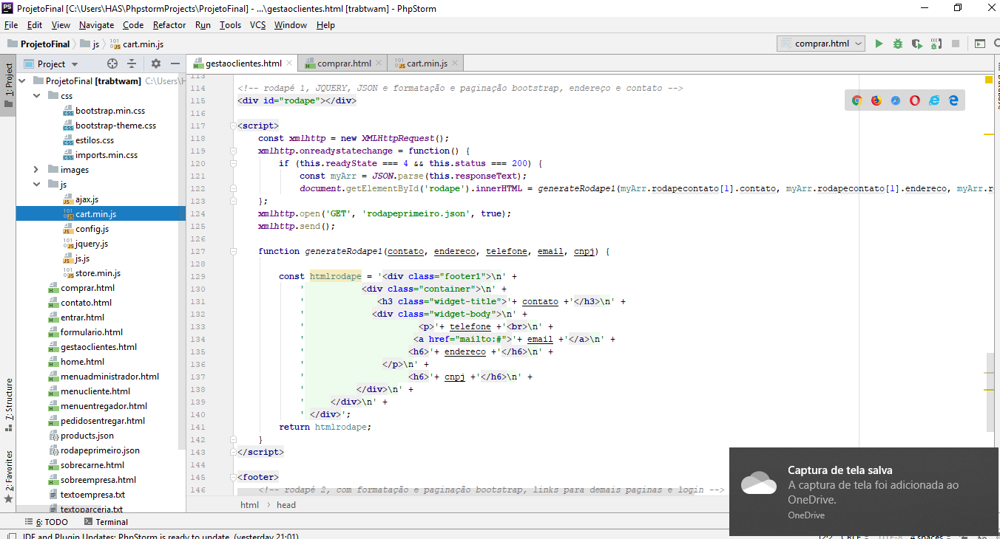 ProjetoFinal [C:\Users\HAS\PhpstormProjects\ProjetoFinal] - ...\gestaoclientes.html [trabtwam] - PhpStorm
File Edit View Navigate Code Refactor Run Tools VCS Window Help
ProjetoFinal js cart.min.js comprar.html
Project
gestaoclientes.html comprar.html cart.min.js
1: Project
7: Structure
2: Favorites
ProjetoFinal [trabtwam] C:\Users\H
css
bootstrap.min.css
bootstrap-theme.css
estilos.css
imports.min.css
images
js
ajax.js
cart.min.js
config.js
jquery.js
js.js
store.min.js
comprar.html
contato.html
entrar.html
formulario.html
gestaoclientes.html
home.html
menuadministrador.html
menucliente.html
menuentregador.html
pedidosentregar.html
products.json
rodapeprimeiro.json
sobrecarne.html
sobreempresa.html
textoempresa.txt
textoparceria.txt
113
114 <!-- rodapé 1, JQUERY, JSON e formatação e paginação bootstrap, endereço e contato -->
115 <div id="rodape"></div>
116
117 <script>
118 const xmlhttp = new XMLHttpRequest();
119 xmlhttp.onreadystatechange = function() {
120 if (this.readyState === 4 && this.status === 200) {
121 const myArr = JSON.parse(this.responseText);
122 document.getElementById('rodape').innerHTML = generateRodape1(myArr.rodapecontato[1].contato, myArr.rodapecontato[1].endereco, myArr.r
123 };
124 xmlhttp.open('GET', 'rodapeprimeiro.json', true);
125 xmlhttp.send();
126
127 function generateRodape1(contato, endereco, telefone, email, cnpj) {
128
129 const htmlrodape = '<div class="footer1">\n' +
130 ' <div class="container">\n' +
131 ' <h3 class="widget-title">'+ contato +'</h3>\n' +
132 ' <div class="widget-body">\n' +
133 ' <p>'+ telefone +'<br>\n' +
134 ' <a href="mailto:#">'+ email +'</a>\n' +
135 ' <h6>'+ endereco +'</h6>\n' +
136 ' </p>\n' +
137 ' <h6>'+ cnpj +'</h6>\n' +
138 ' </div>\n' +
139 ' </div>\n' +
140 ' </div>';
141 return htmlrodape;
142 }
143 </script>
144
145 <footer>
146 <!-- rodapé 2, com formatação e paginação bootstrap, links para demais paginas e login -->
html head
Captura de tela salva
A captura de tela foi adicionada ao
OneDrive.
OneDrive
6: TODO Terminal
IDE and Plugin Updates: PhpStorm is ready to update. (yesterday 21:01)